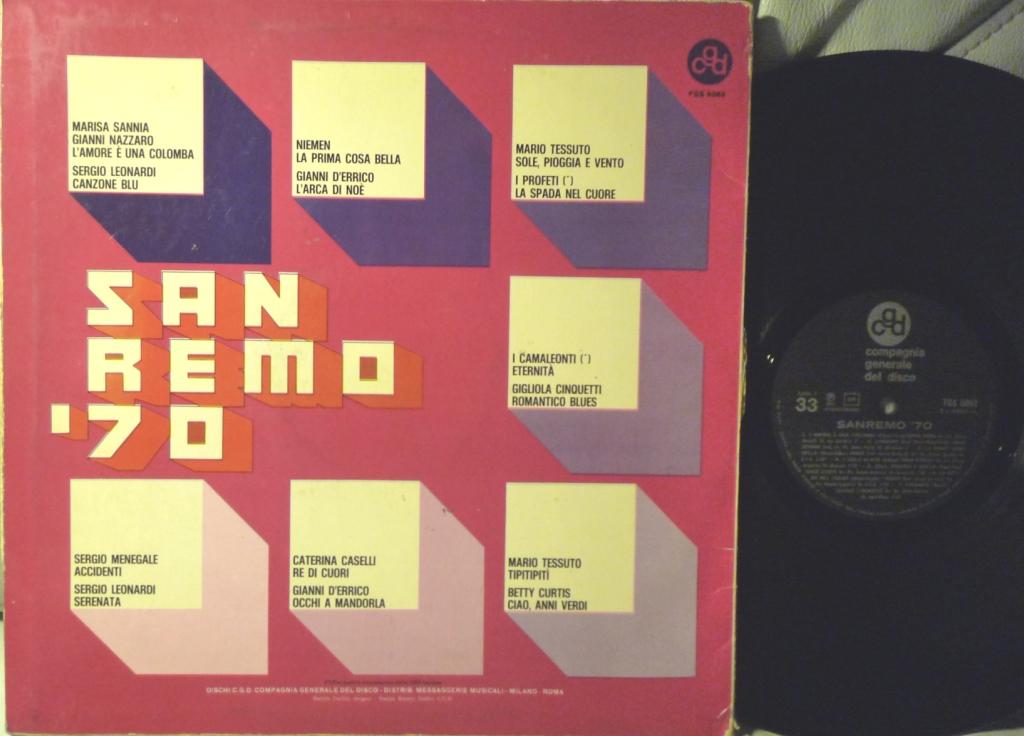 cgd
MARISA SANNIA
GIANNI NAZZARO
L'AMORE È UNA COLOMBA
SERGIO LEONARDI
CANZONE BLU
NIEMEN
LA PRIMA COSA BELLA
GIANNI D'ERRICO
L'ARCA DI NOÈ
MARIO TESSUTO
SOLE, PIOGGIA E VENTO
I PROFETI (*)
LA SPADA NEL CUORE
SAN
REMO
'70
I CAMALEONTI (*)
ETERNITÀ
GIGLIOLA CINQUETTI
ROMANTICO BLUES
SERGIO MENEGALE
ACCIDENTI
SERGIO LEONARDI
SERENATA
CATERINA CASELLI
RE DI CUORI
GIANNI D'ERRICO
OCCHI A MANDORLA
MARIO TESSUTO
TIPITIPITÌ
BETTY CURTIS
CIAO, ANNI VERDI
DISCHI C.G.D. COMPAGNIA GENERALE DEL DISCO - DISTRIB. MESSAGGERIE MUSICALI - MILANO - ROMA
cgd
compagnia
generale
del disco
33
SANREMO '70